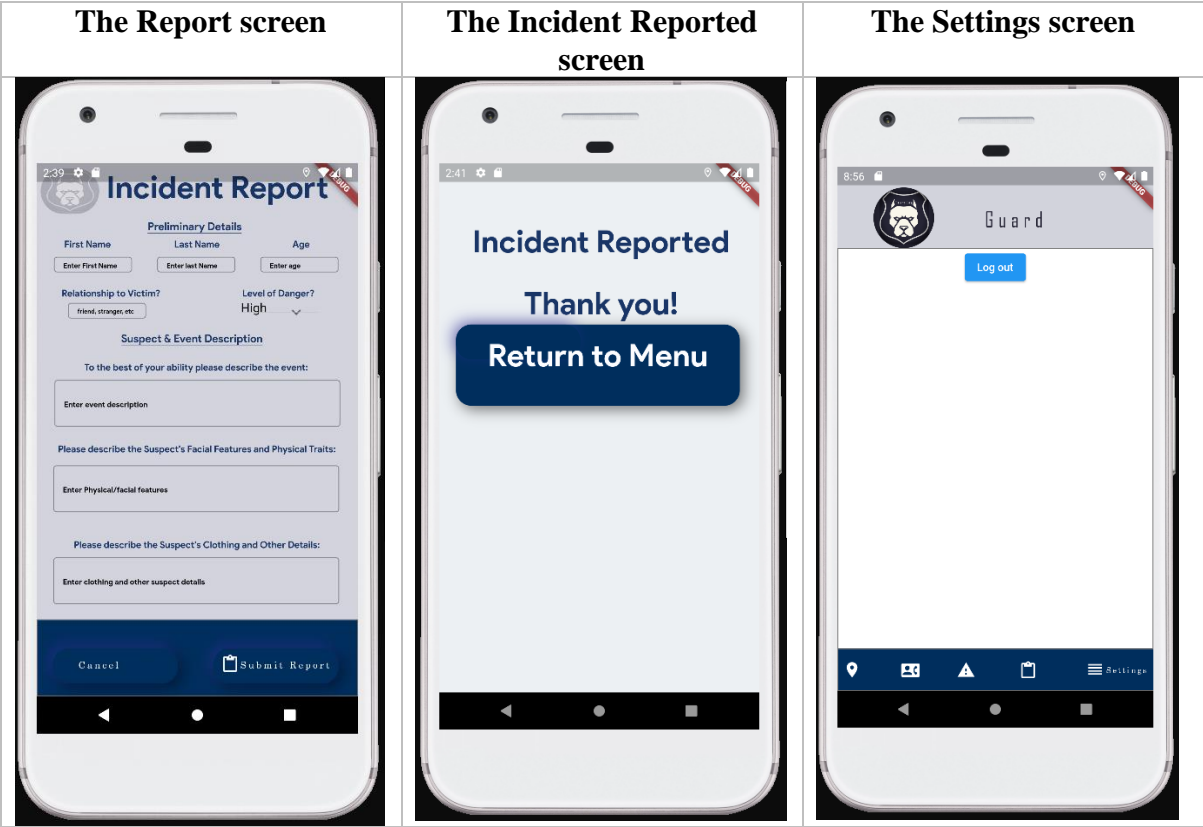 The Report screen
The Incident Reported
screen
The Settings screen
2:39
DEBUG
Incident Report
Preliminary Details
First Name Last Name Age
Enter First Name Enter last Name Enter age
Relationship to Victim? Level of Danger?
friend, stranger, etc High
Suspect & Event Description
To the best of your ability please describe the event:
Enter event description
Please describe the Suspect's Facial Features and Physical Traits:
Enter Physical/facial features
Please describe the Suspect's Clothing and Other Details:
Enter clothing and other suspect details
Cancel Submit Report
2:41
DEBUG
Incident Reported
Thank you!
Return to Menu
8:56
DEBUG
Guard
Log out
Settings